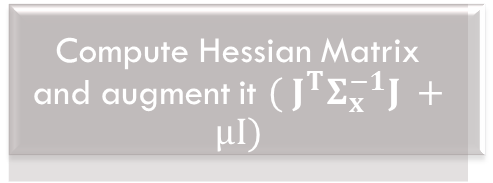 Compute Hessian Matrix
and augment it ( 𝐉ᵀ𝚺ₓ⁻¹𝐉 +
μI)